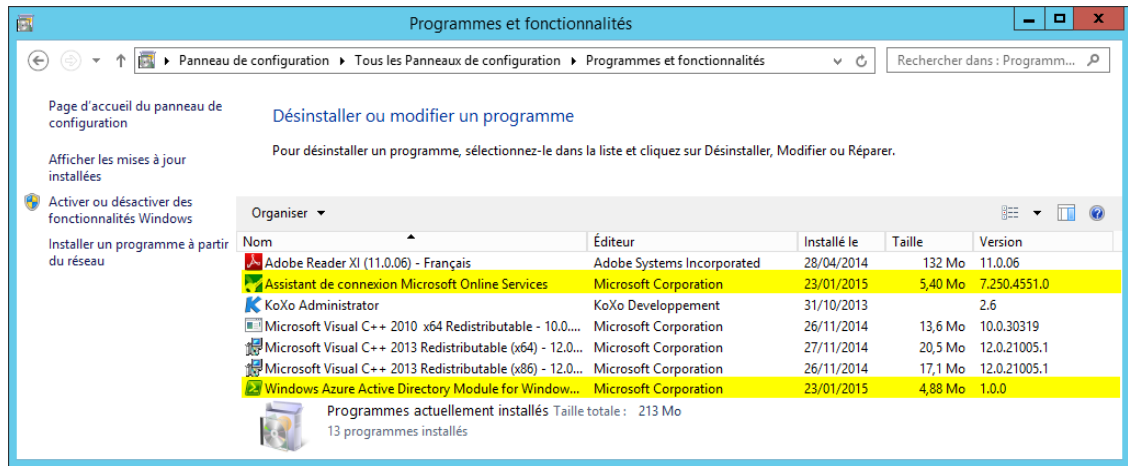 Programmes et fonctionnalités
Panneau de configuration Tous les Panneaux de configuration Programmes et fonctionnalités
Rechercher dans : Programm...
Page d'accueil du panneau de
configuration
Afficher les mises à jour
installées
Activer ou désactiver des
fonctionnalités Windows
Installer un programme à partir
du réseau
Désinstaller ou modifier un programme
Pour désinstaller un programme, sélectionnez-le dans la liste et cliquez sur Désinstaller, Modifier ou Réparer.
Organiser
Nom Éditeur Installé le Taille Version
Adobe Reader XI (11.0.06) - Français Adobe Systems Incorporated 28/04/2014 132 Mo 11.0.06
Assistant de connexion Microsoft Online Services Microsoft Corporation 23/01/2015 5,40 Mo 7.250.4551.0
KoXo Administrator KoXo Developpement 31/10/2013 2.6
Microsoft Visual C++ 2010 x64 Redistributable - 10.0.... Microsoft Corporation 26/11/2014 13,6 Mo 10.0.30319
Microsoft Visual C++ 2013 Redistributable (x64) - 12.0... Microsoft Corporation 27/11/2014 20,5 Mo 12.0.21005.1
Microsoft Visual C++ 2013 Redistributable (x86) - 12.0... Microsoft Corporation 26/11/2014 17,1 Mo 12.0.21005.1
Windows Azure Active Directory Module for Window... Microsoft Corporation 23/01/2015 4,88 Mo 1.0.0
Programmes actuellement installés Taille totale : 213 Mo
13 programmes installés